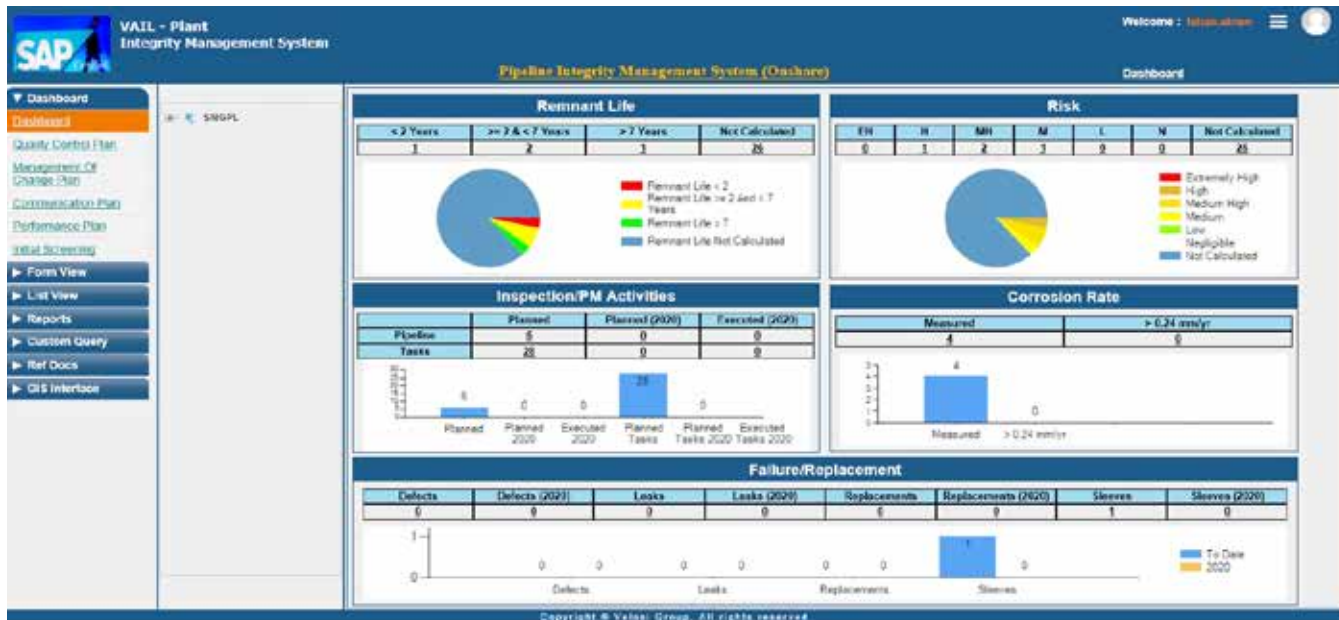 SAP
VAIL - Plant
Integrity Management System
Welcome :
Pipeline Integrity Management System (Onshore)
Dashboard
▼ Dashboard
Dashboard
Quality Control Plan
Management Of
Change Plan
Communication Plan
Performance Plan
Initial Screening
▶ Form View
▶ List View
▶ Reports
▶ Custom Query
▶ Ref Docs
▶ GIS Interface
SNGPL
Remnant Life
< 2 Years >= 2 & < 7 Years > 7 Years Not Calculated
1 2 1 26
Remnant Life < 2
Remnant Life >= 2 And < 7
Years
Remnant Life > 7
Remnant Life Not Calculated
Risk
EH H MH M L N Not Calculated
0 1 2 1 0 0 26
Extremely High
High
Medium High
Medium
Low
Negligible
Not Calculated
Inspection/PM Activities
Planned Planned (2020) Executed (2020)
Pipeline 6 0 0
Tasks 28 0 0
6 0 0 28 0
Planned Planned 2020 Executed 2020 Planned Tasks Planned Tasks 2020 Executed Tasks 2020
Corrosion Rate
Measured > 0.24 mm/yr
4 0
4
0
Measured > 0.24 mm/yr
Failure/Replacement
Defects Defects (2020) Leaks Leaks (2020) Replacements Replacements (2020) Sleeves Sleeves (2020)
0 0 0 0 0 0 1 0
1
0
0 0 0 0 0 0 1 0
Defects Leaks Replacements Sleeves
To Date
2020
Copyright © Velosi Group. All rights reserved